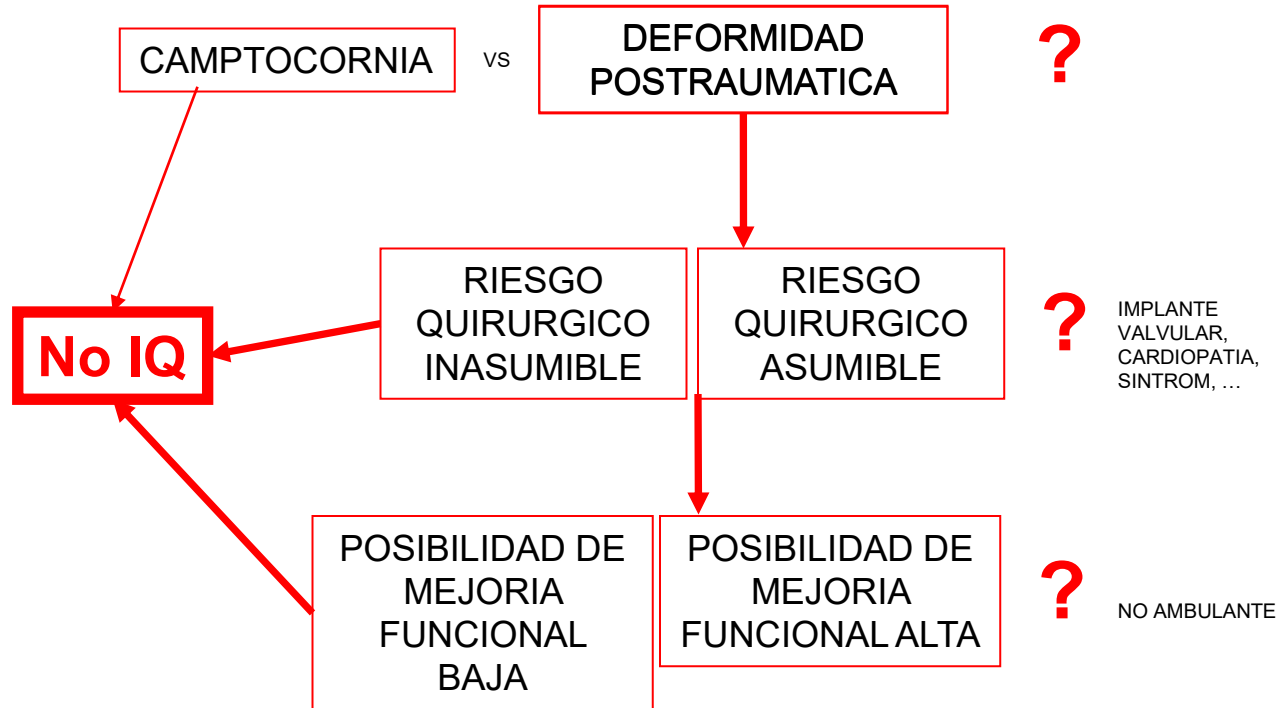 CAMPTOCORNIA
VS
DEFORMIDAD
POSTRAUMATICA
?
No IQ
RIESGO
QUIRURGICO
INASUMIBLE
RIESGO
QUIRURGICO
ASUMIBLE
?
IMPLANTE
VALVULAR,
CARDIOPATIA,
SINTROM, …
POSIBILIDAD DE
MEJORIA
FUNCIONAL
BAJA
POSIBILIDAD DE
MEJORIA
FUNCIONAL ALTA
?
NO AMBULANTE